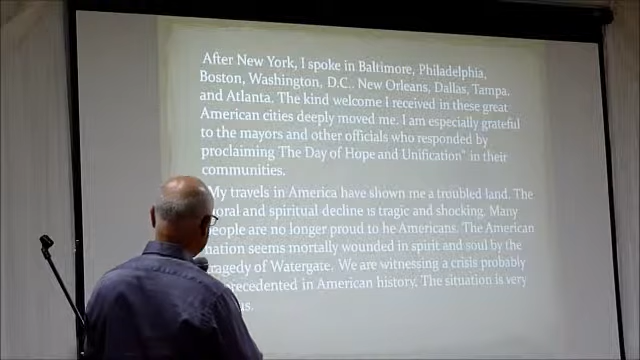 After New York, I spoke in Baltimore, Philadelphia,
Boston, Washington, D.C., New Orleans, Dallas, Tampa,
and Atlanta. The kind welcome I received in these great
American cities deeply moved me. I am especially grateful
to the mayors and other officials who responded by
proclaiming The Day of Hope and Unification" in their
communities.
My travels in America have shown me a troubled land. The
oral and spiritual decline is tragic and shocking. Many
eople are no longer proud to he Americans. The American
nation seems mortally wounded in spirit and soul by the
ragedy of Watergate. We are witnessing a crisis probably
recedented in American history. The situation is very
us.